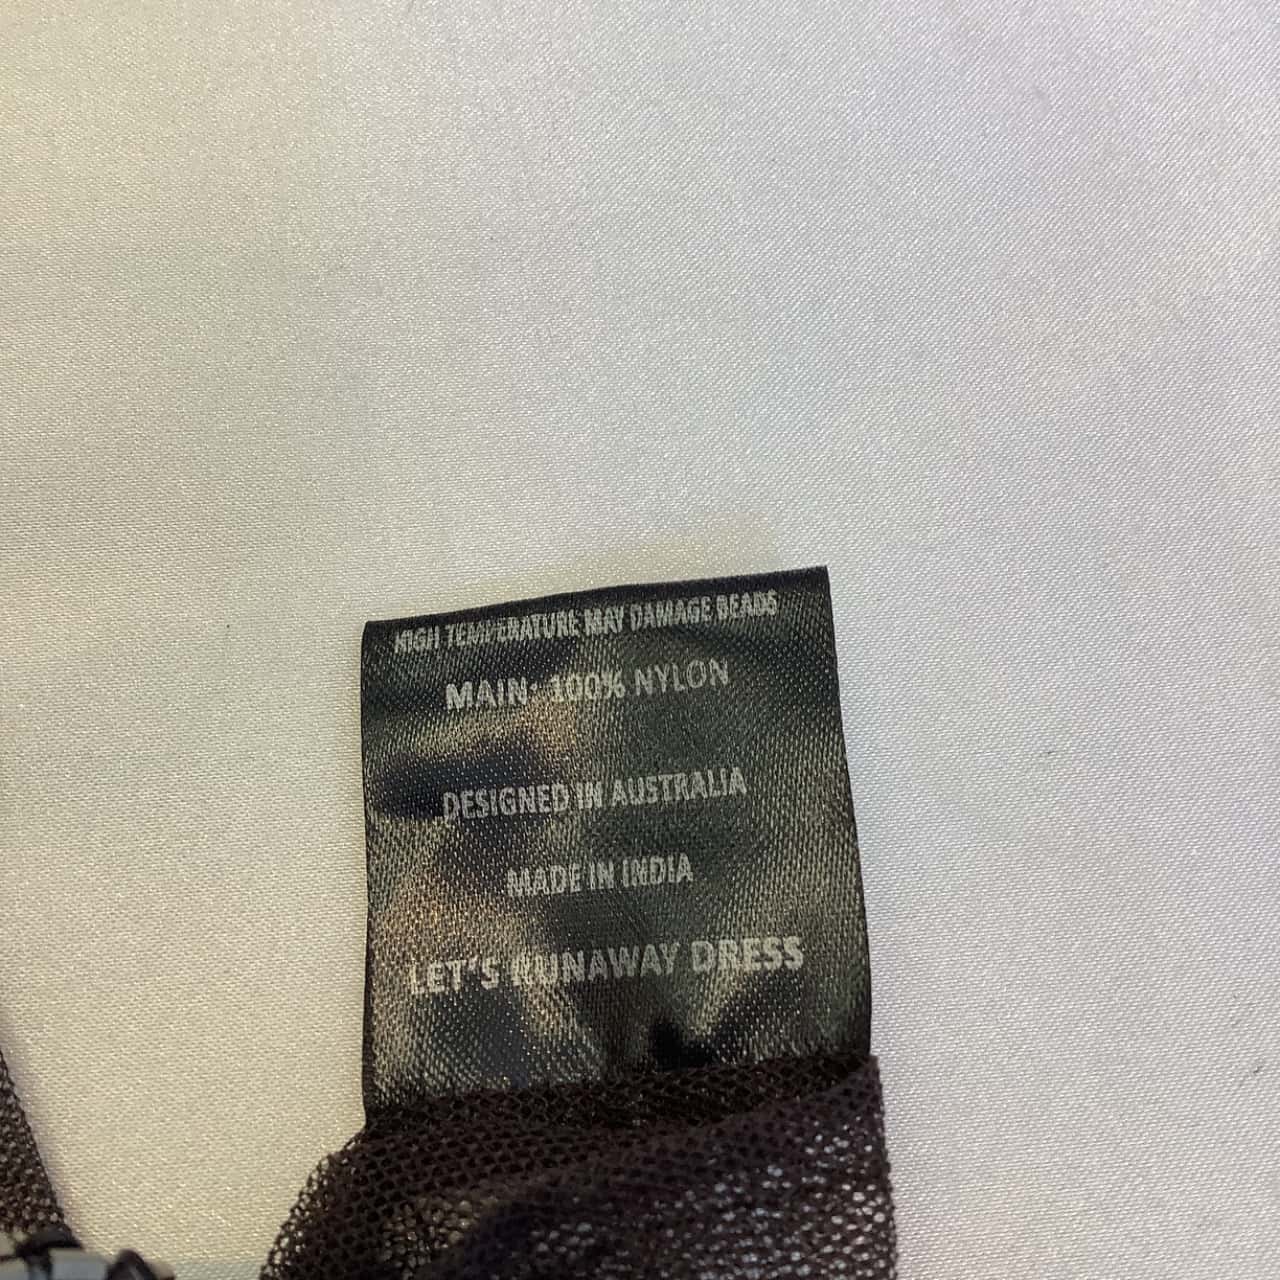 HIGH TEMPERATURE MAY DAMAGE BEADS
MAIN: 100% NYLON
DESIGNED IN AUSTRALIA
MADE IN INDIA
LET'S RUNAWAY DRESS